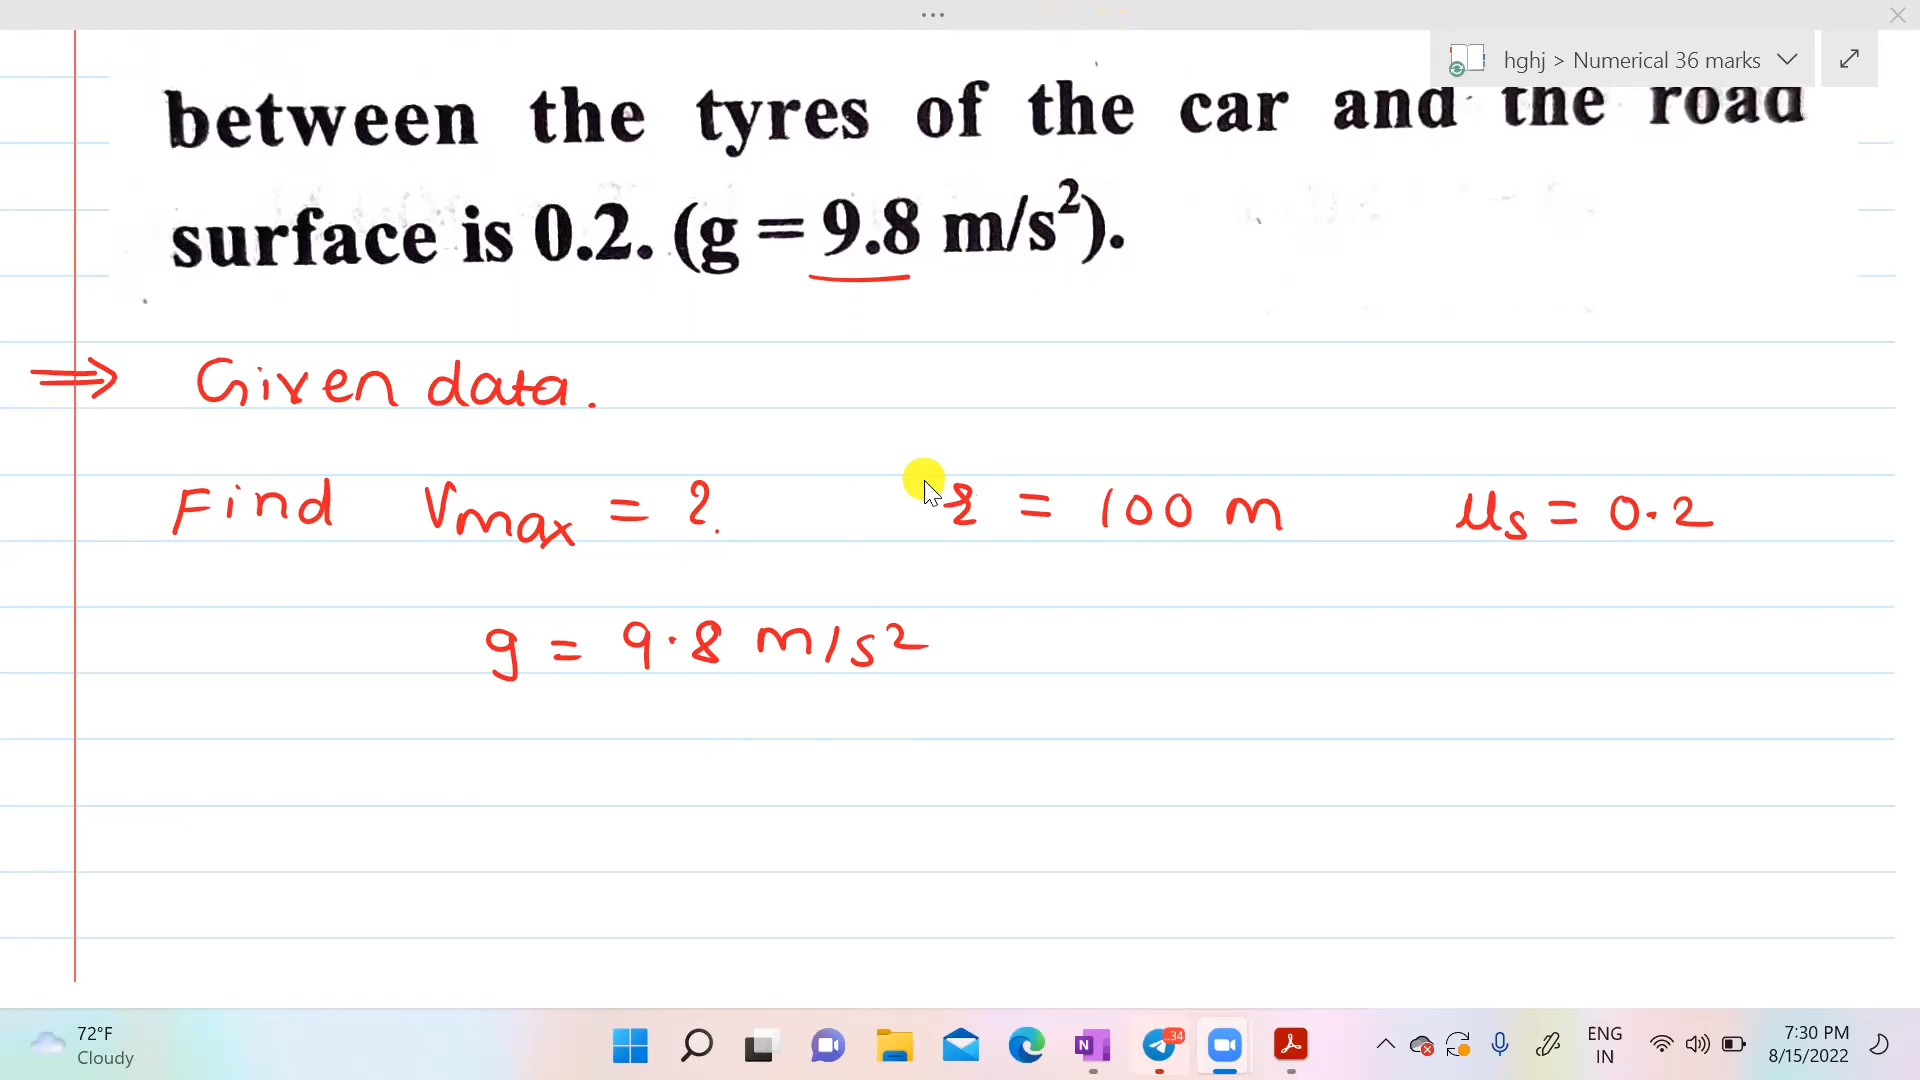 hghj > Numerical 36 marks
between the tyres of the car and the road
surface is 0.2. (g = 9.8 m/s²).
⇒ Given data.
Find Vmax = ? r = 100 m μs = 0.2
g = 9.8 m/s²
72°F
Cloudy
34
ENG
IN
7:30 PM
8/15/2022